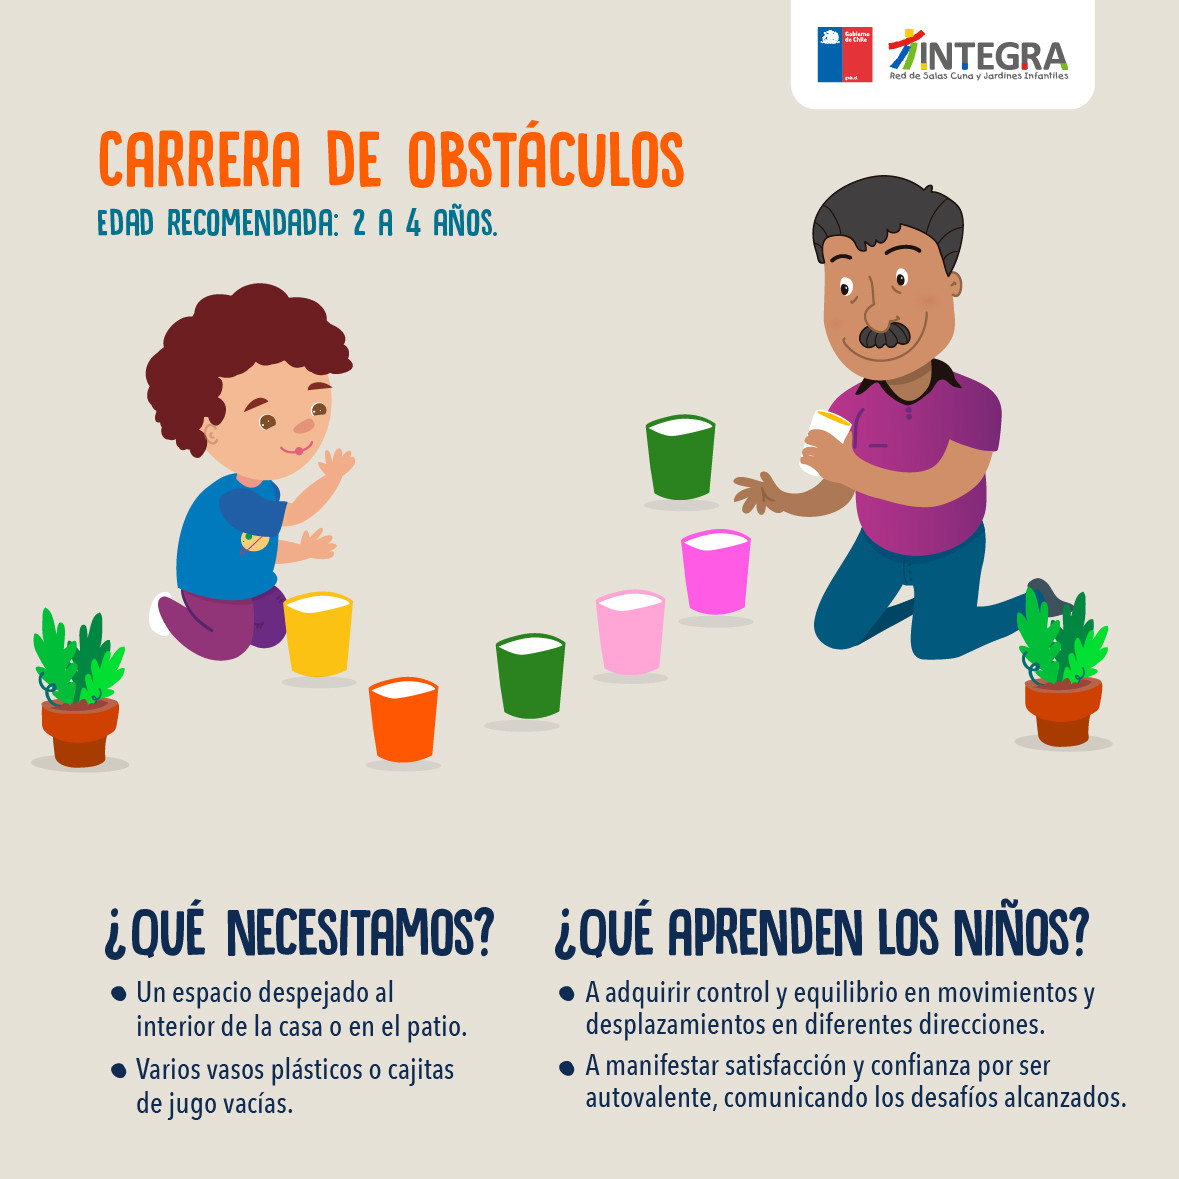 Gobierno
de Chile
gob.cl
INTEGRA
Red de Salas Cuna y Jardines Infantiles
CARRERA DE OBSTÁCULOS
EDAD RECOMENDADA: 2 A 4 AÑOS.
¿QUÉ NECESITAMOS?
Un espacio despejado al
interior de la casa o en el patio.
Varios vasos plásticos o cajitas
de jugo vacías.
¿QUÉ APRENDEN LOS NIÑOS?
A adquirir control y equilibrio en movimientos y
desplazamientos en diferentes direcciones.
A manifestar satisfacción y confianza por ser
autovalente, comunicando los desafíos alcanzados.